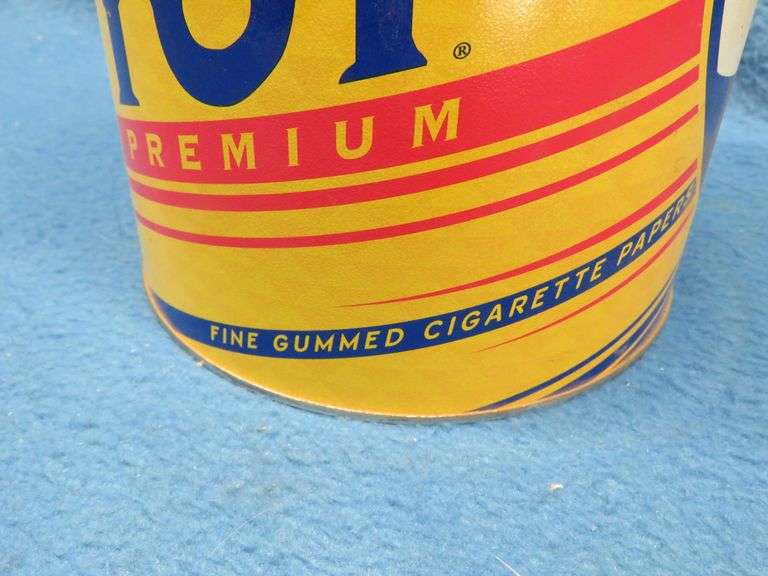 ®
PREMIUM
FINE GUMMED CIGARETTE PAPERS